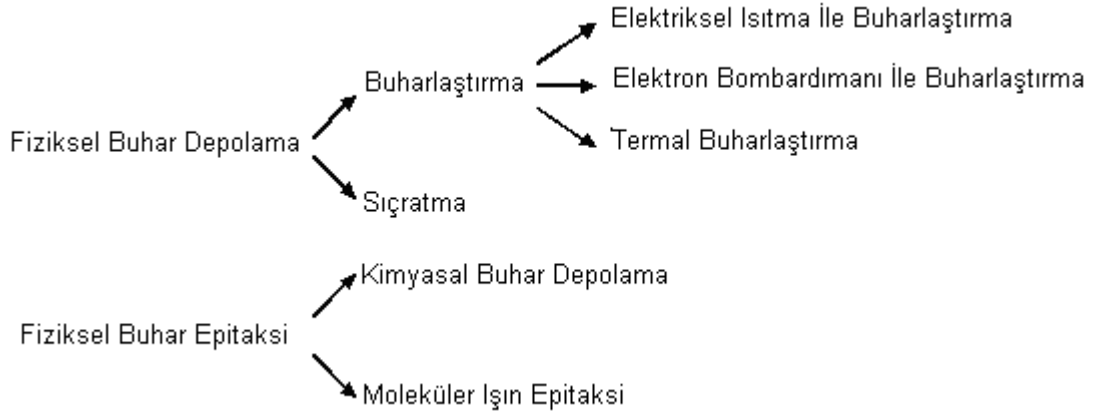 Elektriksel Isıtma İle Buharlaştırma
Buharlaştırma
Elektron Bombardımanı İle Buharlaştırma
Fiziksel Buhar Depolama
Termal Buharlaştırma
Sıçratma
Kimyasal Buhar Depolama
Fiziksel Buhar Epitaksi
Moleküler Işın Epitaksi